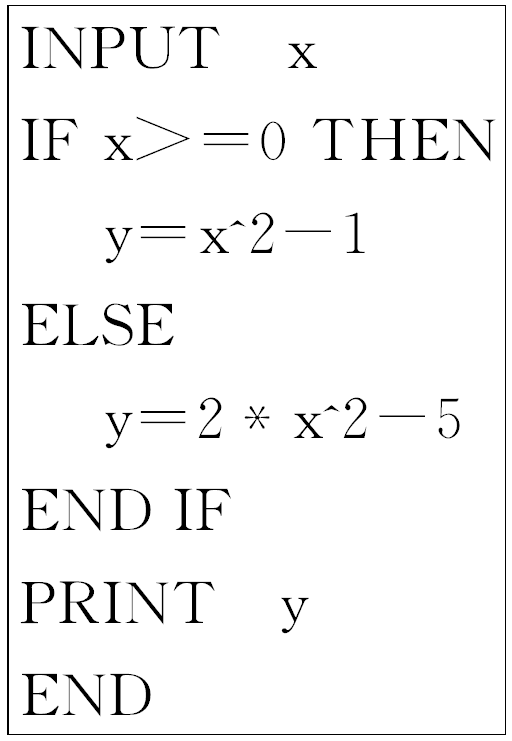 INPUT x
IF x>=0 THEN
y=x^2-1
ELSE
y=2 * x^2-5
END IF
PRINT y
END